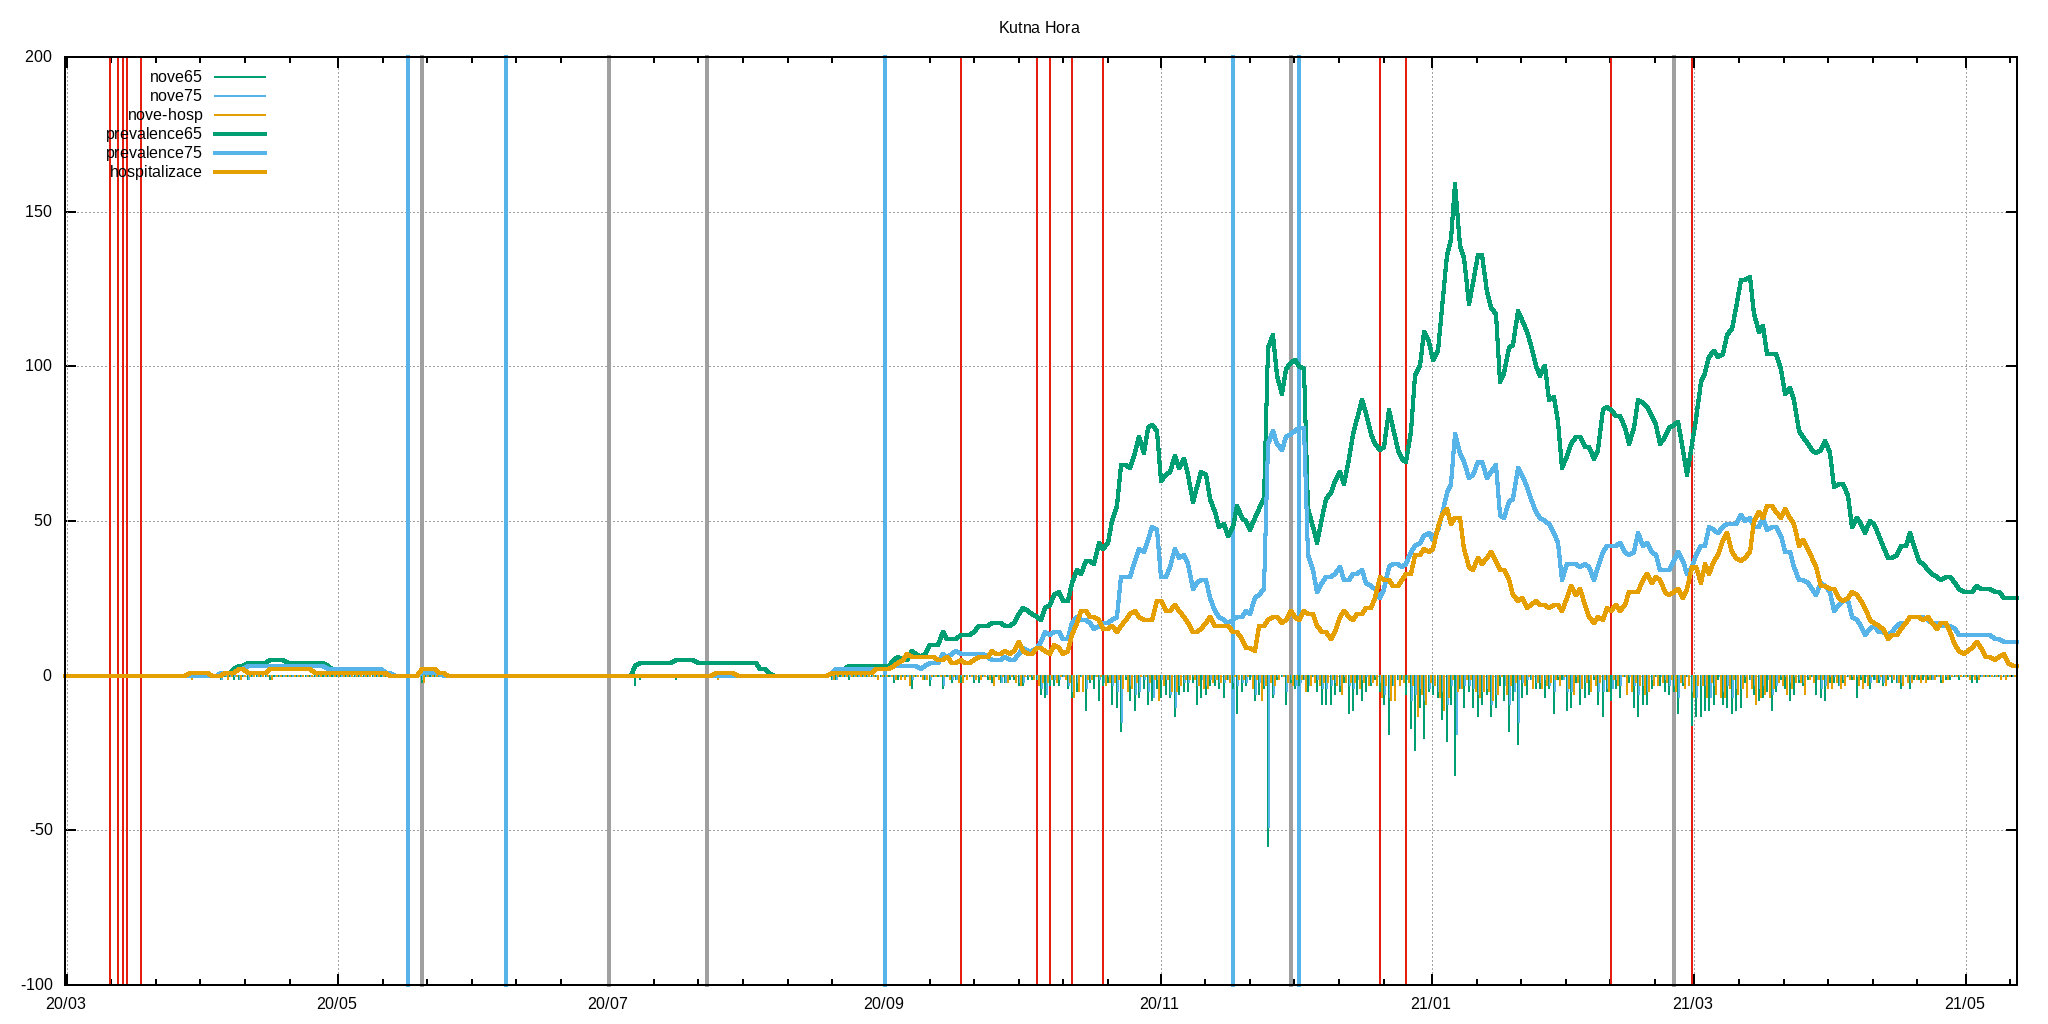 Kutna Hora
200
150
100
50
0
-50
-100
nove65
nove75
nove-hosp
prevalence65
prevalence75
hospitalizace
20/03 20/05 20/07 20/09 20/11 21/01 21/03 21/05